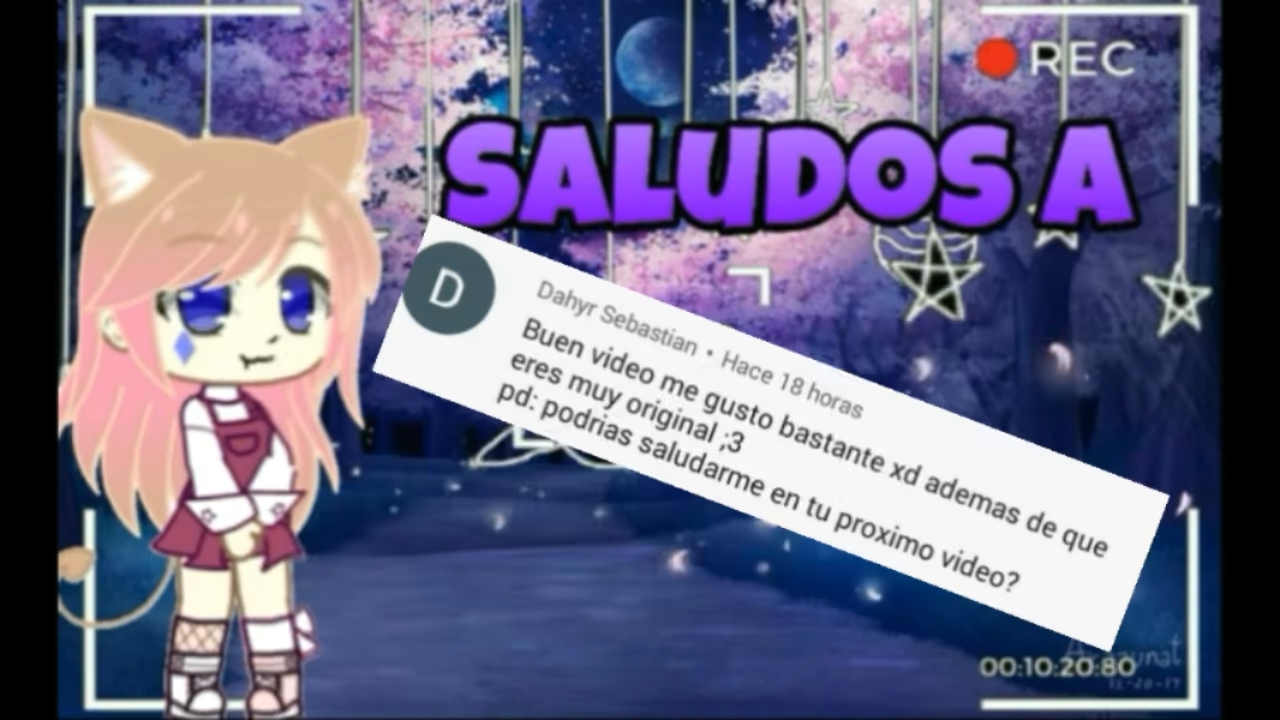 REC
SALUDOS A
D
Dahyr Sebastian • Hace 18 horas
Buen video me gusto bastante xd ademas de que
eres muy original ;3
pd: podrias saludarme en tu proximo video?
00:10:20:80